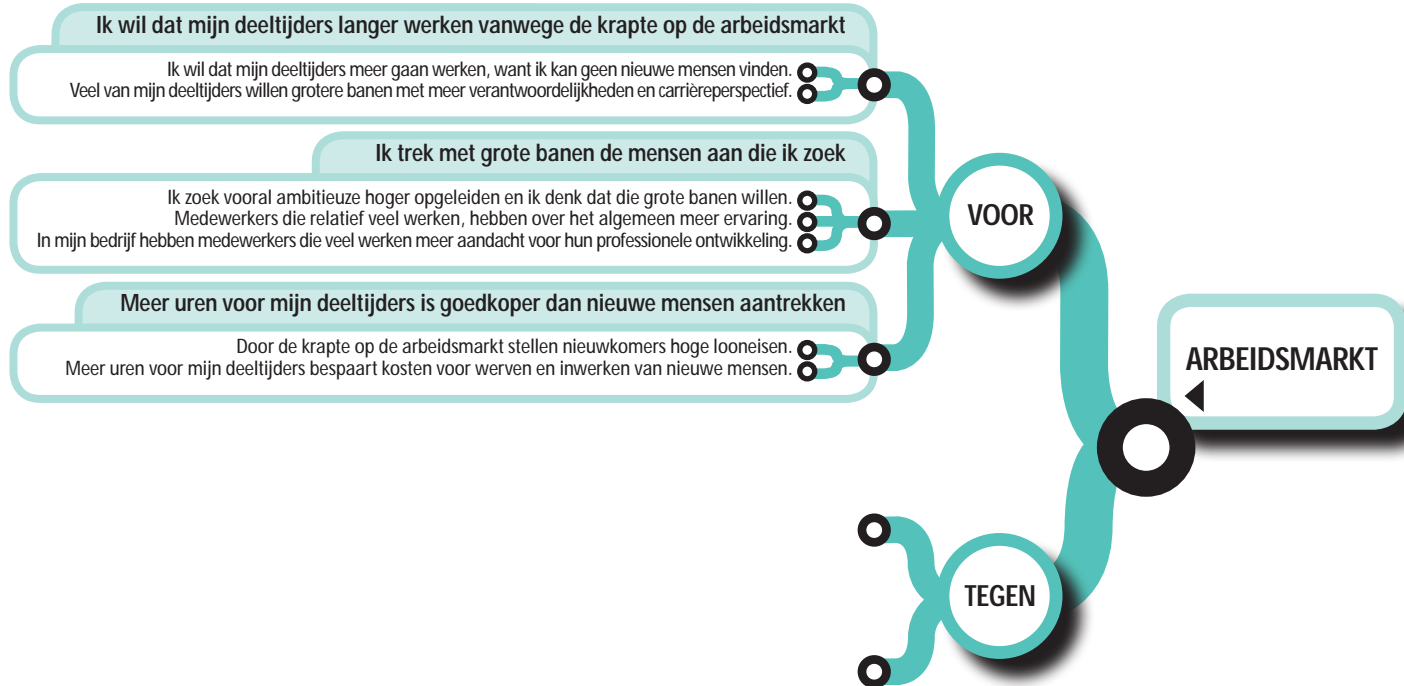 Ik wil dat mijn deeltijders langer werken vanwege de krapte op de arbeidsmarkt
Ik wil dat mijn deeltijders meer gaan werken, want ik kan geen nieuwe mensen vinden.
Veel van mijn deeltijders willen grotere banen met meer verantwoordelijkheden en carrièreperspectief.
Ik trek met grote banen de mensen aan die ik zoek
Ik zoek vooral ambitieuze hoger opgeleiden en ik denk dat die grote banen willen.
Medewerkers die relatief veel werken, hebben over het algemeen meer ervaring.
In mijn bedrijf hebben medewerkers die veel werken meer aandacht voor hun professionele ontwikkeling.
Meer uren voor mijn deeltijders is goedkoper dan nieuwe mensen aantrekken
Door de krapte op de arbeidsmarkt stellen nieuwkomers hoge looneisen.
Meer uren voor mijn deeltijders bespaart kosten voor werven en inwerken van nieuwe mensen.
VOOR
ARBEIDSMARKT
TEGEN